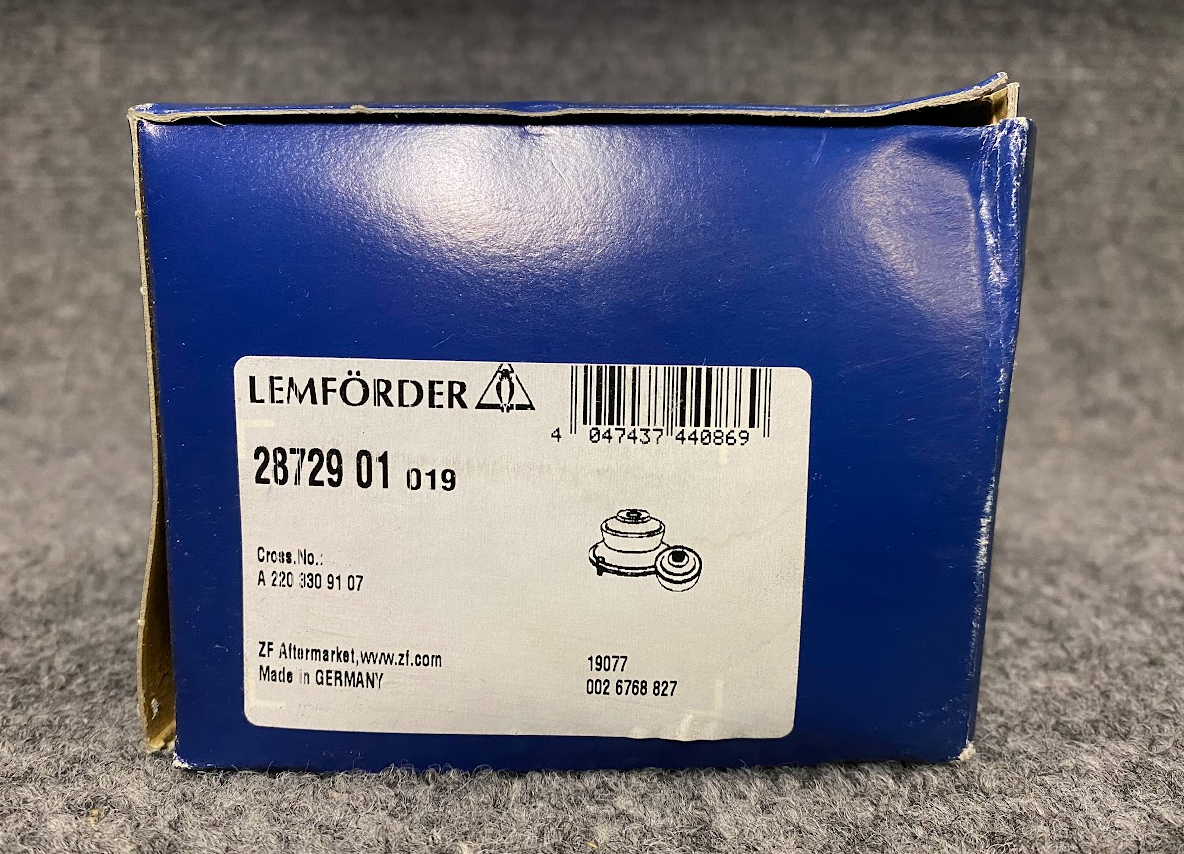 LEMFÖRDER
4 047437 440869
28729 01 019
Cross.No.:
A 220 330 91 07
ZF Aftermarket,www.zf.com
Made in GERMANY
19077
002 6768 827